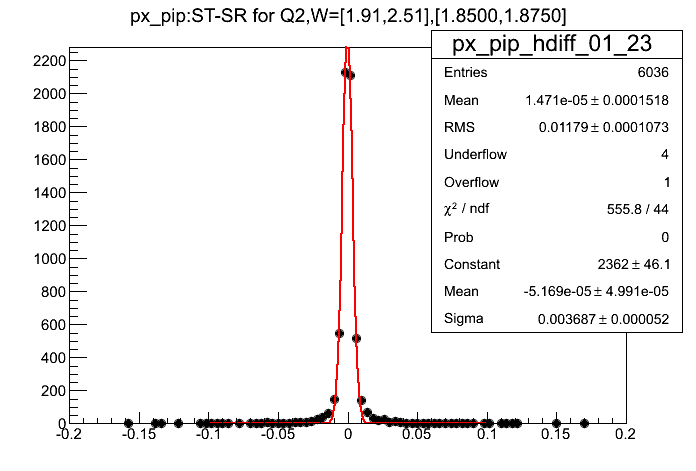 px_pip:ST-SR for Q2,W=[1.91,2.51],[1.8500,1.8750]
px_pip_hdiff_01_23
Entries 6036
Mean 1.471e-05 ± 0.0001518
RMS 0.01179 ± 0.0001073
Underflow 4
Overflow 1
χ² / ndf 555.8 / 44
Prob 0
Constant 2362 ± 46.1
Mean -5.169e-05 ± 4.991e-05
Sigma 0.003687 ± 0.000052
2200
2000
1800
1600
1400
1200
1000
800
600
400
200
0
-0.2 -0.15 -0.1 -0.05 0 0.05 0.1 0.15 0.2